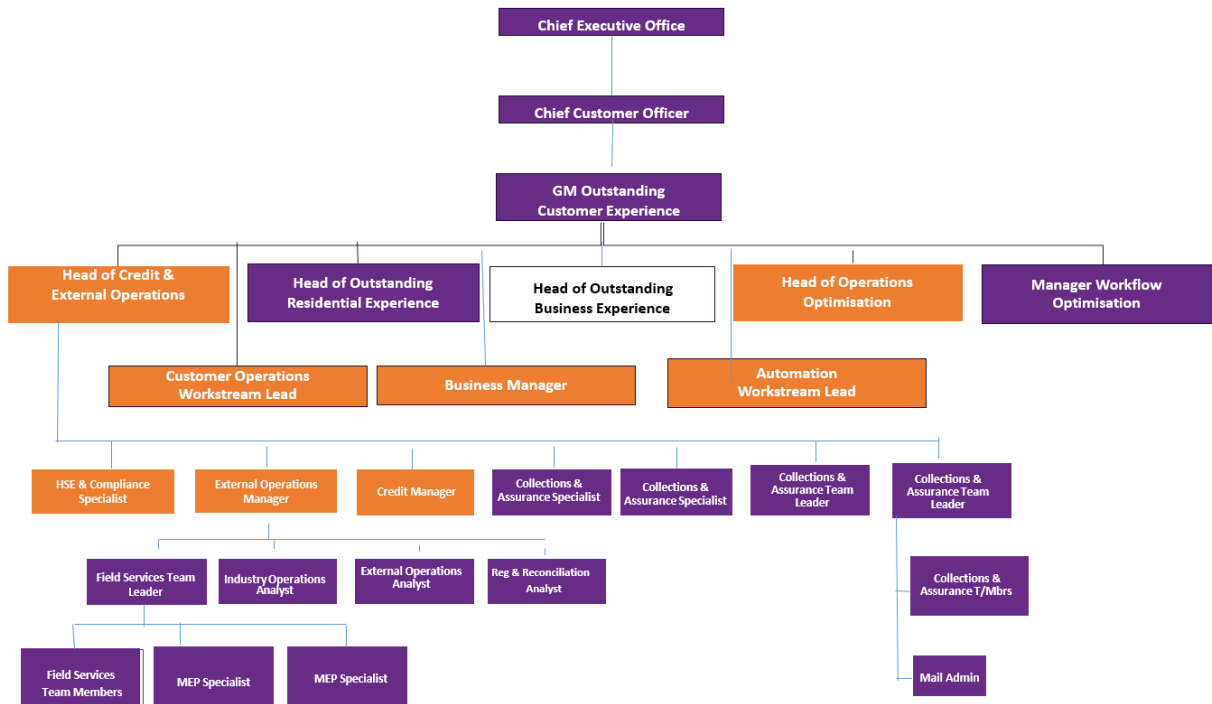 Chief Executive Office
Chief Customer Officer
GM Outstanding
Customer Experience
Head of Credit &
External Operations
Head of Outstanding
Residential Experience
Head of Outstanding
Business Experience
Head of Operations
Optimisation
Manager Workflow
Optimisation
Customer Operations
Workstream Lead
Business Manager
Automation
Workstream Lead
HSE & Compliance
Specialist
External Operations
Manager
Credit Manager
Collections &
Assurance Specialist
Collections &
Assurance Specialist
Collections &
Assurance Team
Leader
Collections &
Assurance Team
Leader
Field Services Team
Leader
Industry Operations
Analyst
External Operations
Analyst
Reg & Reconciliation
Analyst
Collections &
Assurance T/Mbrs
Field Services
Team Members
MEP Specialist
MEP Specialist
Mail Admin